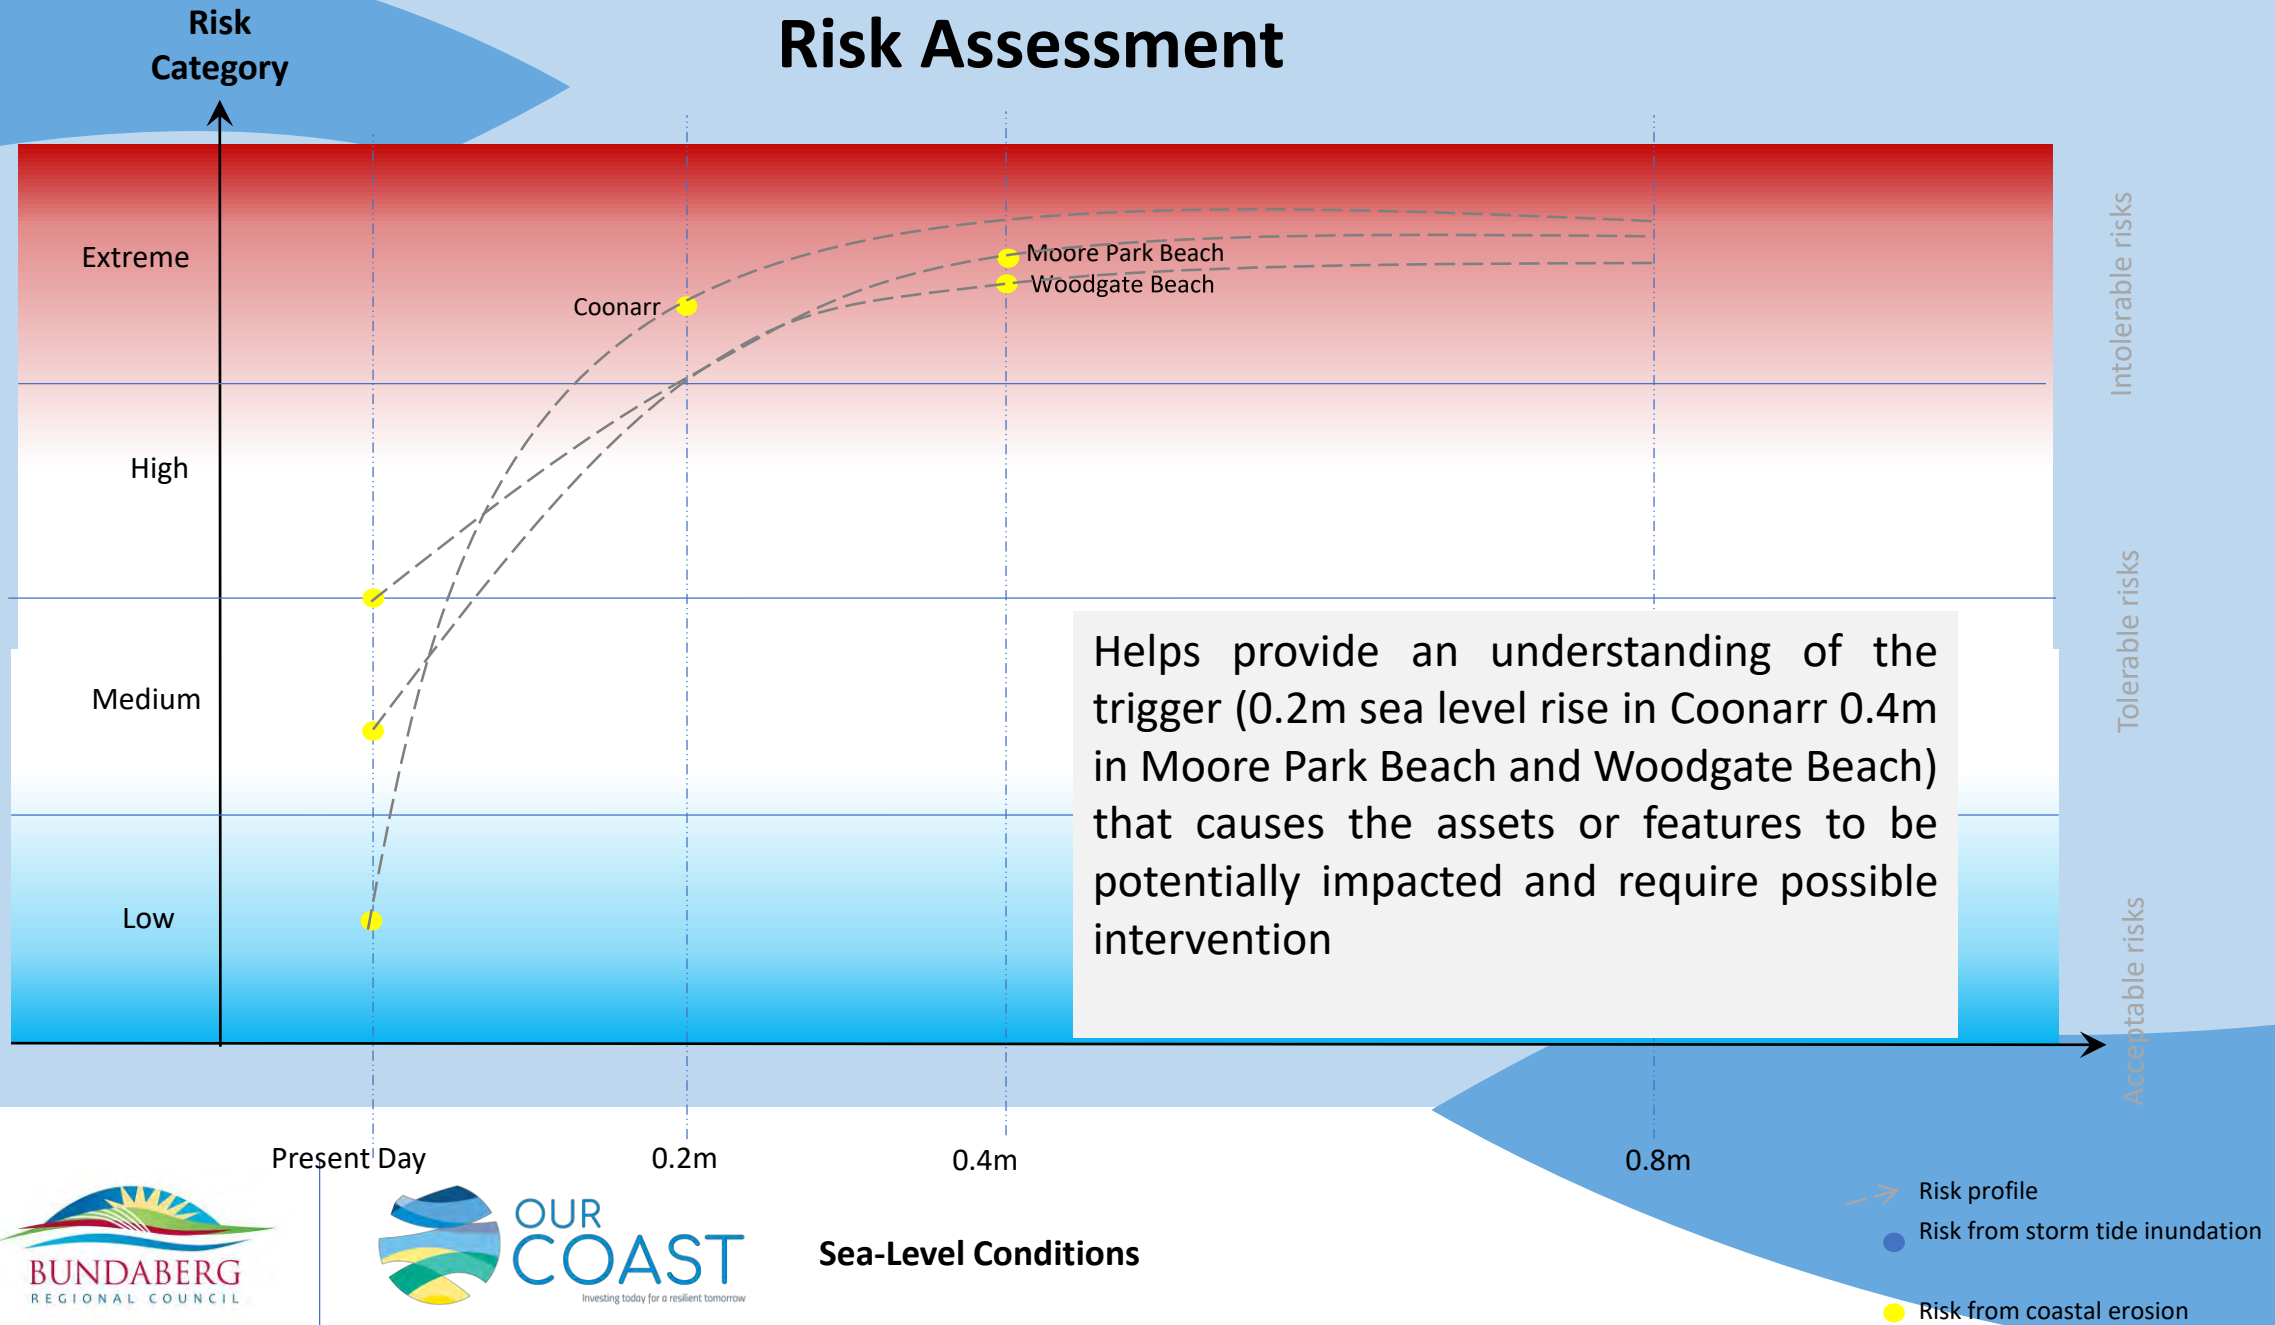 Risk
Category
Risk Assessment
Extreme
High
Medium
Low
Coonarr
Moore Park Beach
Woodgate Beach
Intolerable risks
Tolerable risks
Acceptable risks
Helps provide an understanding of the
trigger (0.2m sea level rise in Coonarr 0.4m
in Moore Park Beach and Woodgate Beach)
that causes the assets or features to be
potentially impacted and require possible
intervention
Present Day
0.2m
0.4m
0.8m
Sea-Level Conditions
Risk profile
Risk from storm tide inundation
Risk from coastal erosion
BUNDABERG
REGIONAL COUNCIL
OUR
COAST
Investing today for a resilient tomorrow